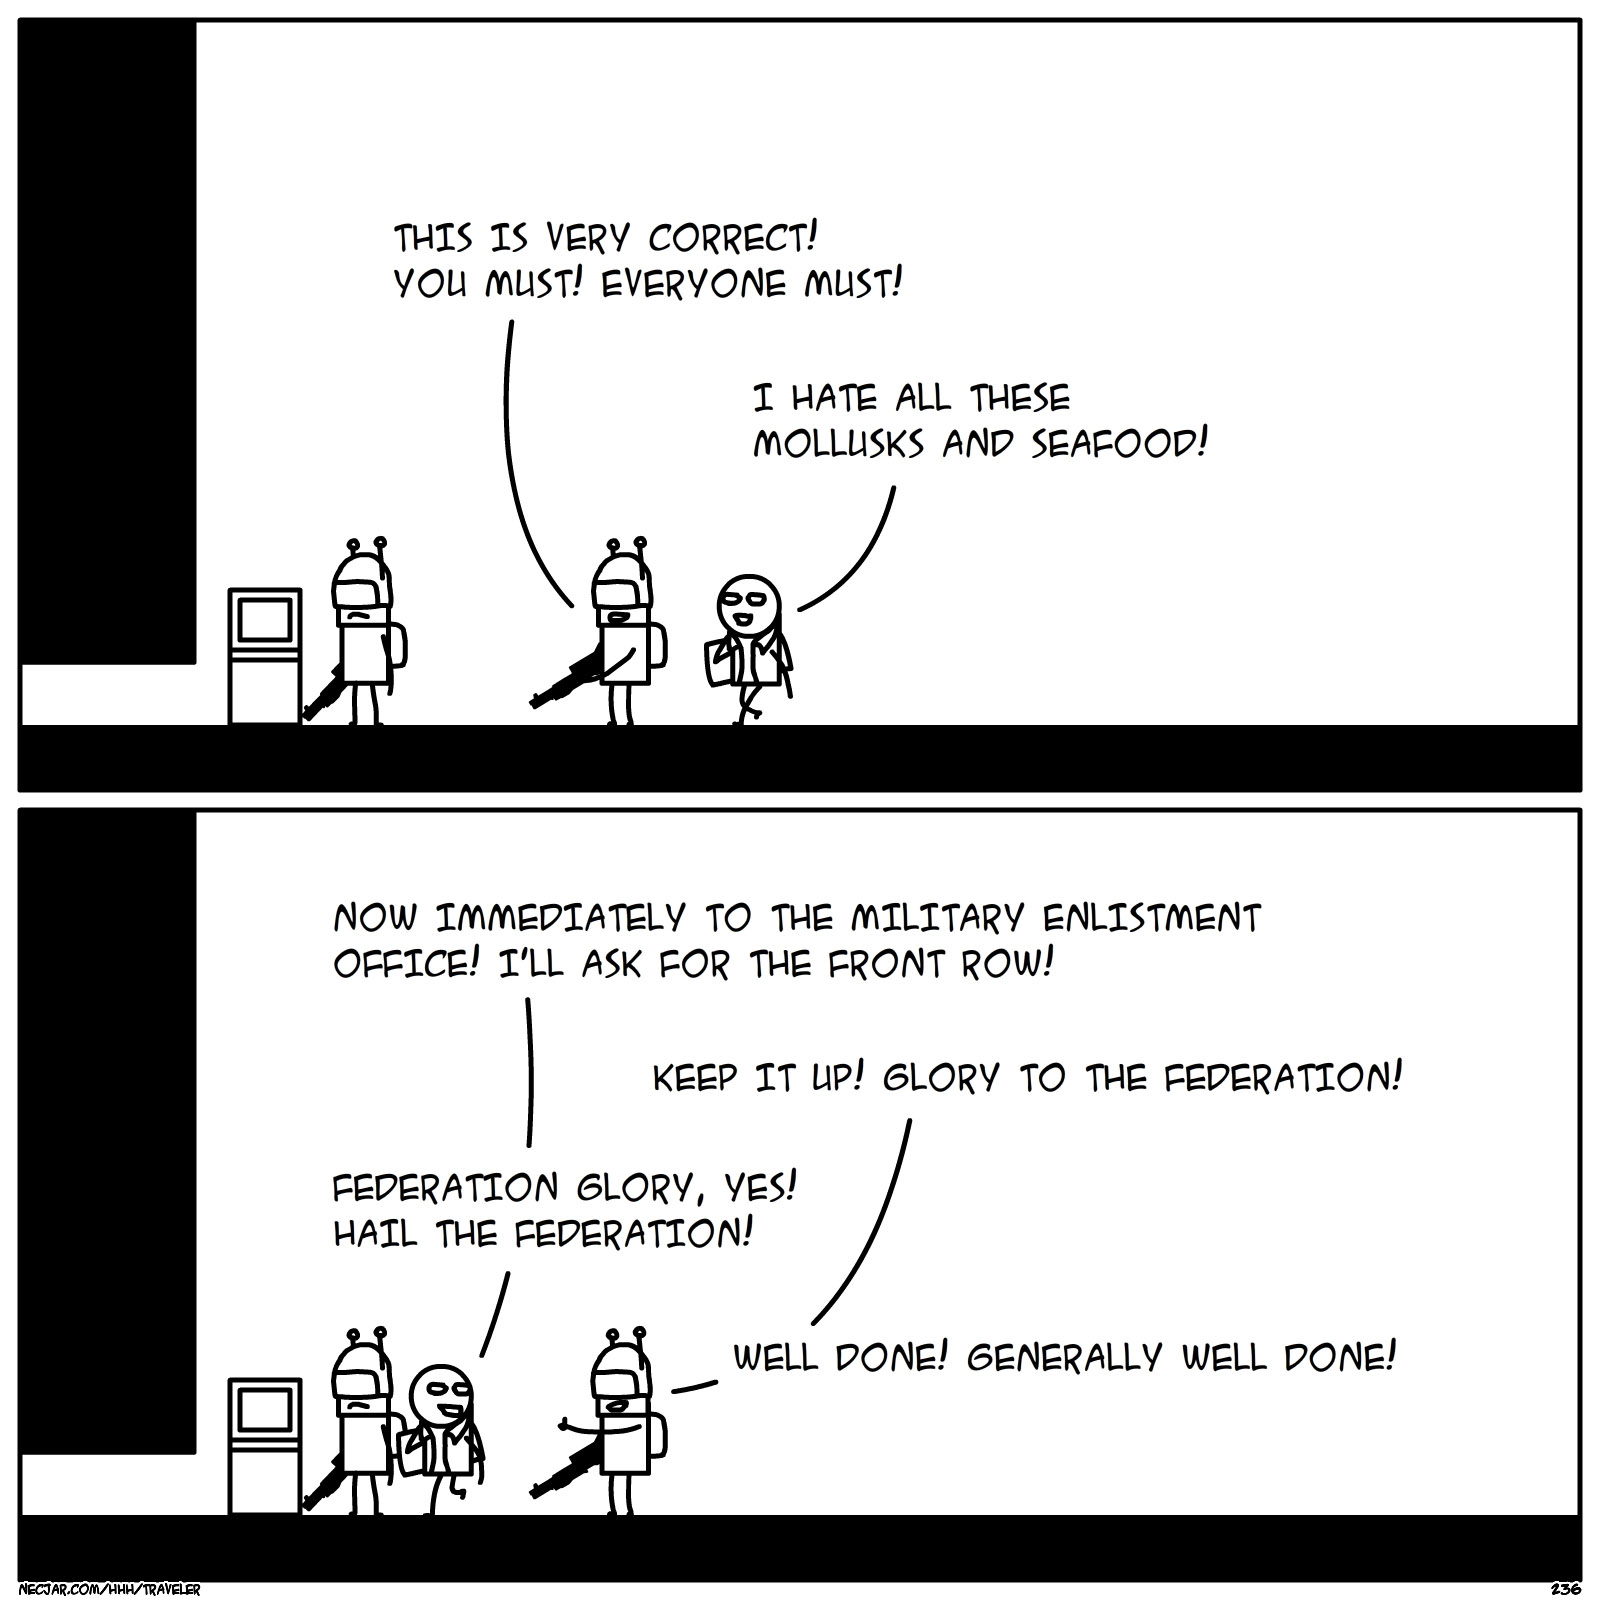 THIS IS VERY CORRECT!
YOU MUST! EVERYONE MUST!
I HATE ALL THESE
MOLLUSKS AND SEAFOOD!
NOW IMMEDIATELY TO THE MILITARY ENLISTMENT
OFFICE! I'LL ASK FOR THE FRONT ROW!
KEEP IT UP! GLORY TO THE FEDERATION!
FEDERATION GLORY, YES!
HAIL THE FEDERATION!
WELL DONE! GENERALLY WELL DONE!
NECJAR.COM/HHH/TRAVELER
236